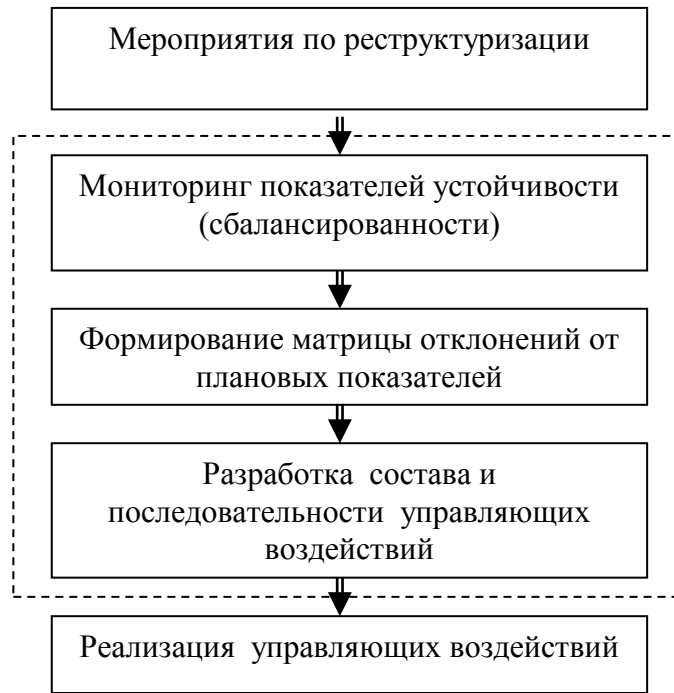 Мероприятия по реструктуризации
Мониторинг показателей устойчивости
(сбалансированности)
Формирование матрицы отклонений от
плановых показателей
Разработка состава и
последовательности управляющих
воздействий
Реализация управляющих воздействий